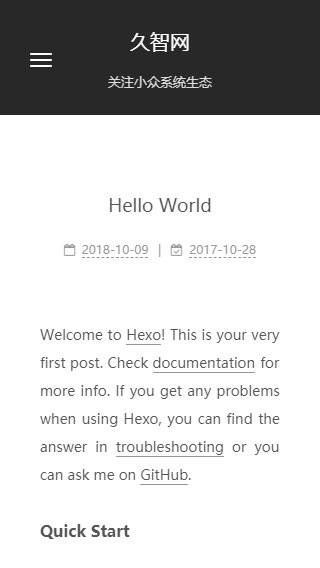 久智网
关注小众系统生态
Hello World
2018-10-09 | 2017-10-28
Welcome to Hexo! This is your very
first post. Check documentation for
more info. If you get any problems
when using Hexo, you can find the
answer in troubleshooting or you
can ask me on GitHub.
Quick Start